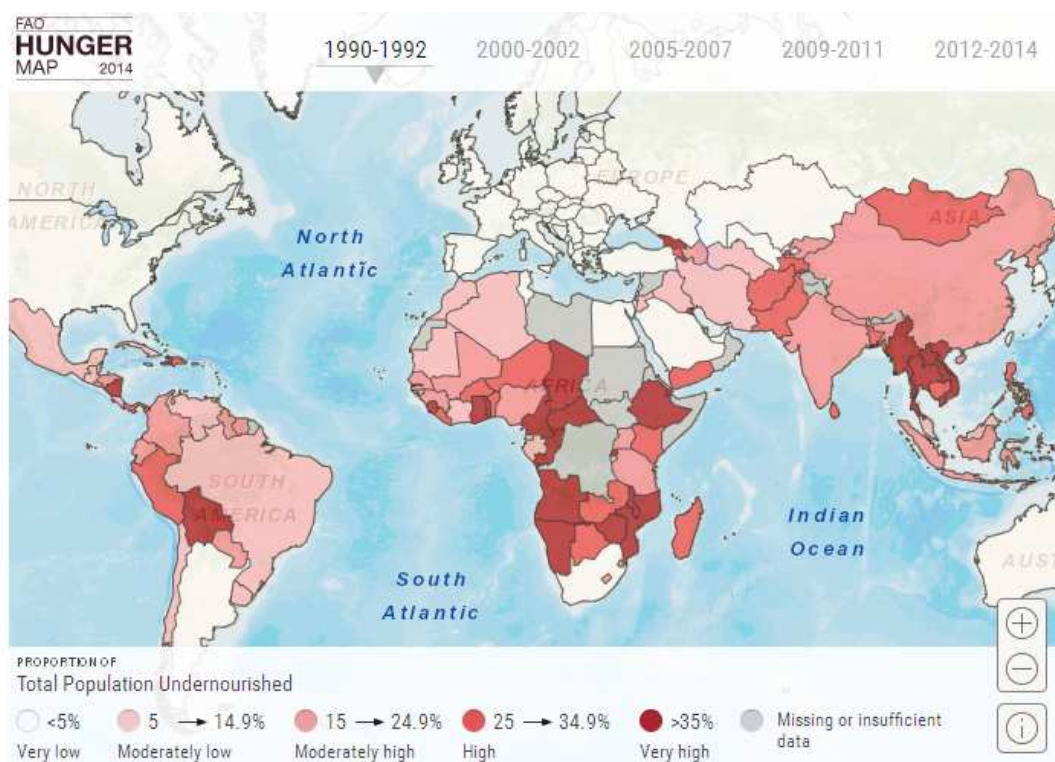 FAO
HUNGER
MAP 2014
1990-1992 2000-2002 2005-2007 2009-2011 2012-2014
NORTH
AMERICA
EUROPE
ASIA
North
Atlantic
AFRICA
SOUTH
AMERICA
Indian
Ocean
South
Atlantic
AUST
PROPORTION OF
Total Population Undernourished
<5% 5 → 14.9% 15 → 24.9% 25 → 34.9% >35% Missing or insufficient
data
Very low Moderately low Moderately high High Very high